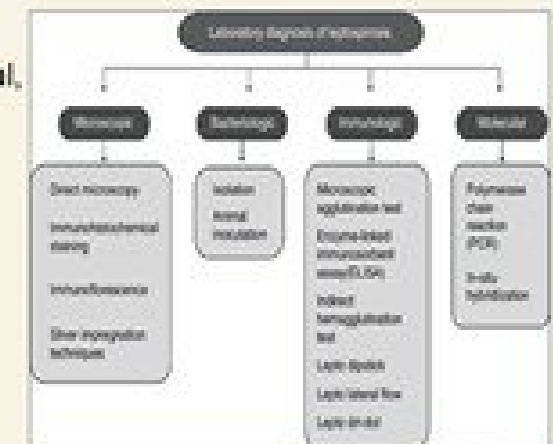 al,
Laboratory diagnosis of leptospirosis
Microscopic
Bacteriologic
Immunologic
Molecular
Direct microscopy
Immunohistochemical
staining
Immunofluorescence
Silver impregnation
techniques
Isolation
Animal
inoculation
Microscopic
agglutination test
Enzyme-linked
immunosorbent
assay(ELISA)
Indirect
hemagglutination
test
Lepto dipstick
Lepto lateral flow
Lepto dri dot
Polymerase
chain
reaction
(PCR)
In-situ
hybridization